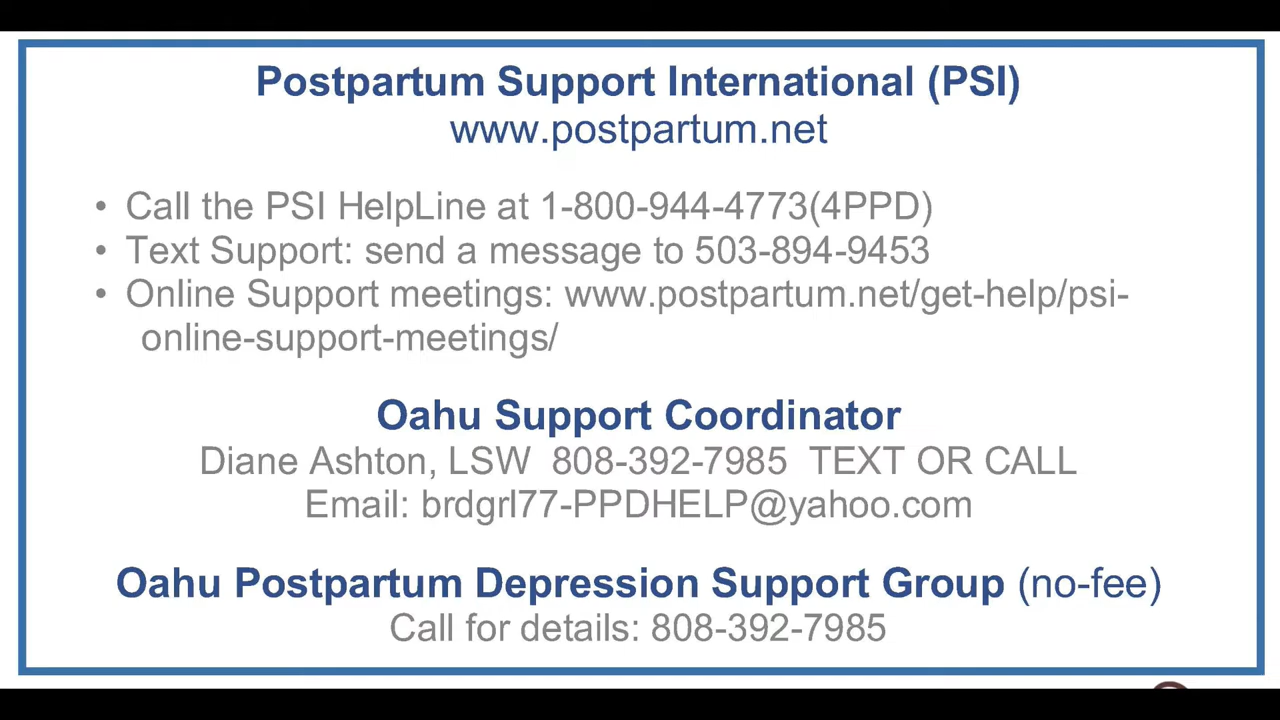 Postpartum Support International (PSI)
www.postpartum.net
• Call the PSI HelpLine at 1-800-944-4773(4PPD)
• Text Support: send a message to 503-894-9453
• Online Support meetings: www.postpartum.net/get-help/psi-
online-support-meetings/
Oahu Support Coordinator
Diane Ashton, LSW  808-392-7985  TEXT OR CALL
Email: brdgrl77-PPDHELP@yahoo.com
Oahu Postpartum Depression Support Group (no-fee)
Call for details: 808-392-7985